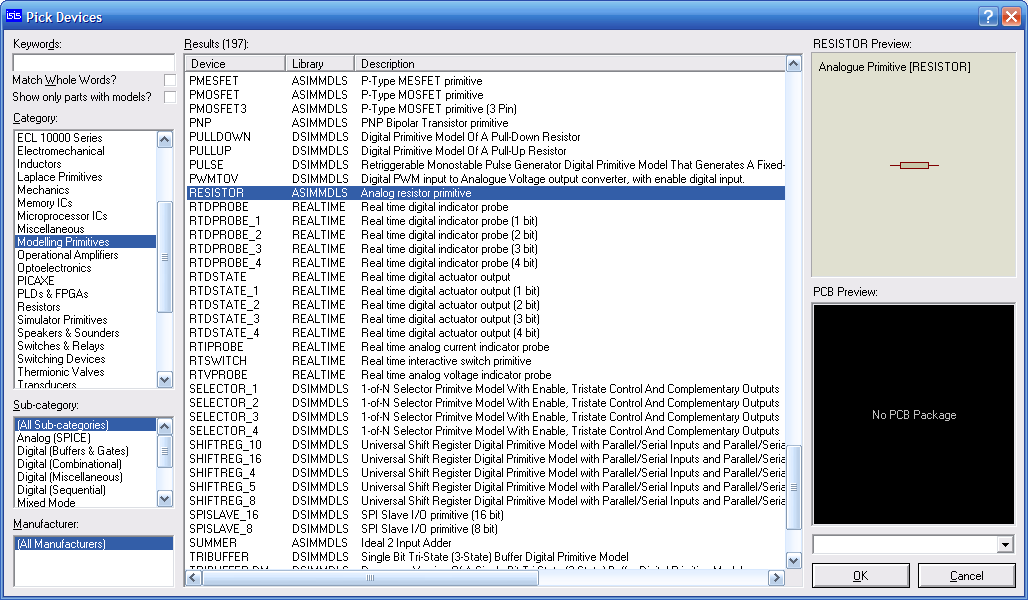 isis Pick Devices
Keywords:
Match Whole Words?
Show only parts with models?
Category:
ECL 10000 Series
Electromechanical
Inductors
Laplace Primitives
Mechanics
Memory ICs
Microprocessor ICs
Miscellaneous
Modelling Primitives
Operational Amplifiers
Optoelectronics
PICAXE
PLDs & FPGAs
Resistors
Simulator Primitives
Speakers & Sounders
Switches & Relays
Switching Devices
Thermionic Valves
Transducers
Sub-category:
(All Sub-categories)
Analog (SPICE)
Digital (Buffers & Gates)
Digital (Combinational)
Digital (Miscellaneous)
Digital (Sequential)
Mixed Mode
Manufacturer:
(All Manufacturers)
Results (197):
Device Library Description
PMESFET ASIMMDLS P-Type MESFET primitive
PMOSFET ASIMMDLS P-Type MOSFET primitive
PMOSFET3 ASIMMDLS P-Type MOSFET primitive (3 Pin)
PNP ASIMMDLS PNP Bipolar Transistor primitive
PULLDOWN DSIMMDLS Digital Primitive Model Of A Pull-Down Resistor
PULLUP DSIMMDLS Digital Primitive Model Of A Pull-Up Resistor
PULSE DSIMMDLS Retriggerable Monostable Pulse Generator Digital Primitive Model That Generates A Fixed-
PWMTOV DSIMMDLS Digital PWM input to Analogue Voltage output converter, with enable digital input.
RESISTOR ASIMMDLS Analog resistor primitive
RTDPROBE REALTIME Real time digital indicator probe
RTDPROBE_1 REALTIME Real time digital indicator probe (1 bit)
RTDPROBE_2 REALTIME Real time digital indicator probe (2 bit)
RTDPROBE_3 REALTIME Real time digital indicator probe (3 bit)
RTDPROBE_4 REALTIME Real time digital indicator probe (4 bit)
RTDSTATE REALTIME Real time digital actuator output
RTDSTATE_1 REALTIME Real time digital actuator output (1 bit)
RTDSTATE_2 REALTIME Real time digital actuator output (2 bit)
RTDSTATE_3 REALTIME Real time digital actuator output (3 bit)
RTDSTATE_4 REALTIME Real time digital actuator output (4 bit)
RTIPROBE REALTIME Real time analog current indicator probe
RTSWITCH REALTIME Real time interactive switch primitive
RTVPROBE REALTIME Real time analog voltage indicator probe
SELECTOR_1 DSIMMDLS 1-of-N Selector Primitve Model With Enable, Tristate Control And Complementary Outputs
SELECTOR_2 DSIMMDLS 1-of-N Selector Primitve Model With Enable, Tristate Control And Complementary Outputs
SELECTOR_3 DSIMMDLS 1-of-N Selector Primitve Model With Enable, Tristate Control And Complementary Outputs
SELECTOR_4 DSIMMDLS 1-of-N Selector Primitve Model With Enable, Tristate Control And Complementary Outputs
SHIFTREG_10 DSIMMDLS Universal Shift Register Digital Primitive Model with Parallel/Serial Inputs and Parallel/Seria
SHIFTREG_16 DSIMMDLS Universal Shift Register Digital Primitive Model with Parallel/Serial Inputs and Parallel/Seria
SHIFTREG_4 DSIMMDLS Universal Shift Register Digital Primitive Model with Parallel/Serial Inputs and Parallel/Seria
SHIFTREG_5 DSIMMDLS Universal Shift Register Digital Primitive Model with Parallel/Serial Inputs and Parallel/Seria
SHIFTREG_8 DSIMMDLS Universal Shift Register Digital Primitive Model with Parallel/Serial Inputs and Parallel/Seria
SPISLAVE_16 DSIMMDLS SPI Slave I/O primitive (16 bit)
SPISLAVE_8 DSIMMDLS SPI Slave I/O primitive (8 bit)
SUMMER ASIMMDLS Ideal 2 Input Adder
TRIBUFFER DSIMMDLS Single Bit Tri-State (3-State) Buffer Digital Primitive Model
RESISTOR Preview:
Analogue Primitive [RESISTOR]
PCB Preview:
No PCB Package
OK Cancel